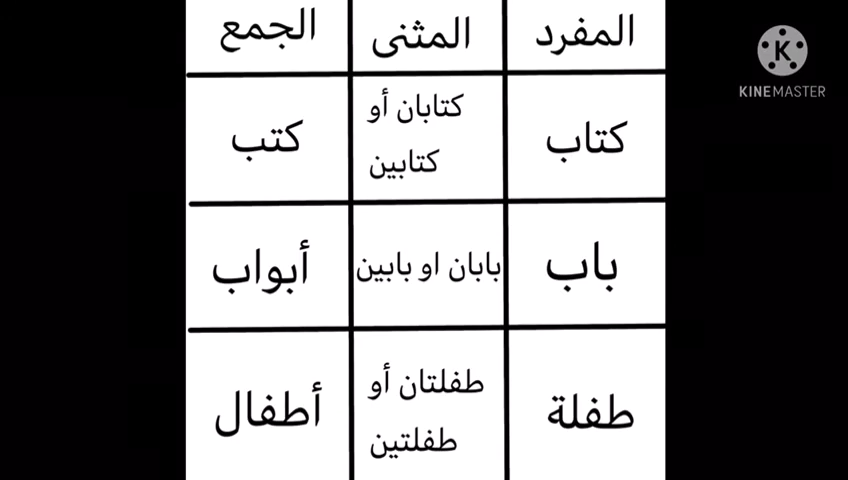 المفرد
المثنى
الجمع
كتاب
كتابان أو
كتابين
كتب
باب
بابان او بابين
أبواب
طفلة
طفلتان أو
طفلتين
أطفال
K
KINEMASTER